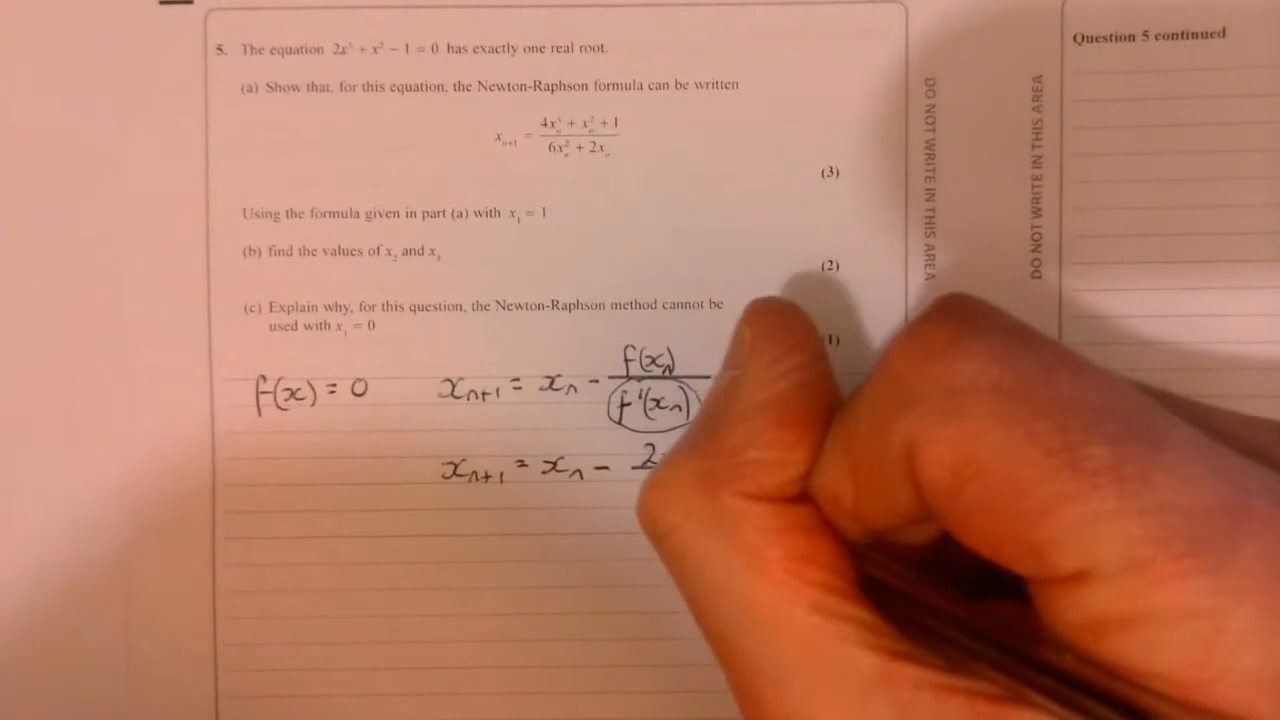 5. The equation 2x³ + x² − 1 = 0 has exactly one real root.
(a) Show that, for this equation, the Newton-Raphson formula can be written
xₙ₊₁ = (4xₙ³ + xₙ² + 1) / (6xₙ² + 2xₙ)
(3)
Using the formula given in part (a) with x₁ = 1
(b) find the values of x₂ and x₃
(2)
(c) Explain why, for this question, the Newton-Raphson method cannot be
used with x₁ = 0
1)
f(x) = 0
xₙ₊₁ = xₙ − f(xₙ) / f'(xₙ)
xₙ₊₁ = xₙ − 2
DO NOT WRITE IN THIS AREA
DO NOT WRITE IN THIS AREA
Question 5 continued